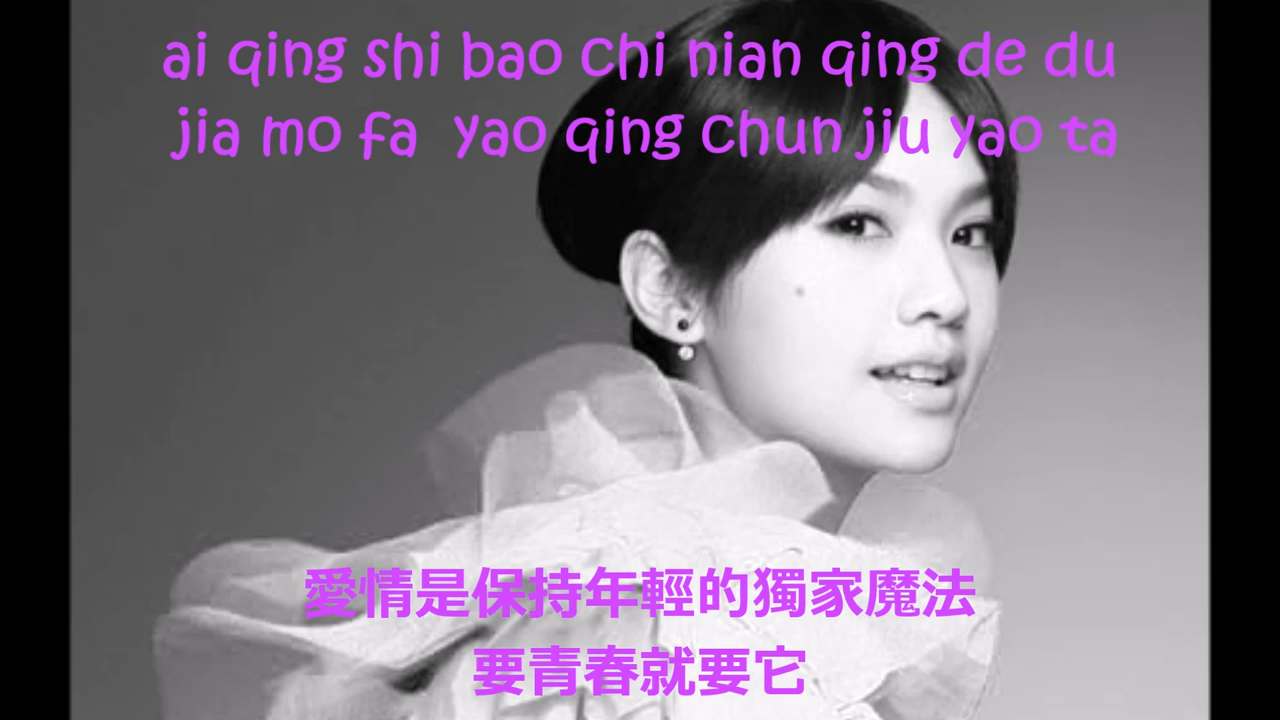 ai qing shi bao chi nian qing de du
jia mo fa  yao qing chun jiu yao ta
愛情是保持年輕的獨家魔法
要青春就要它